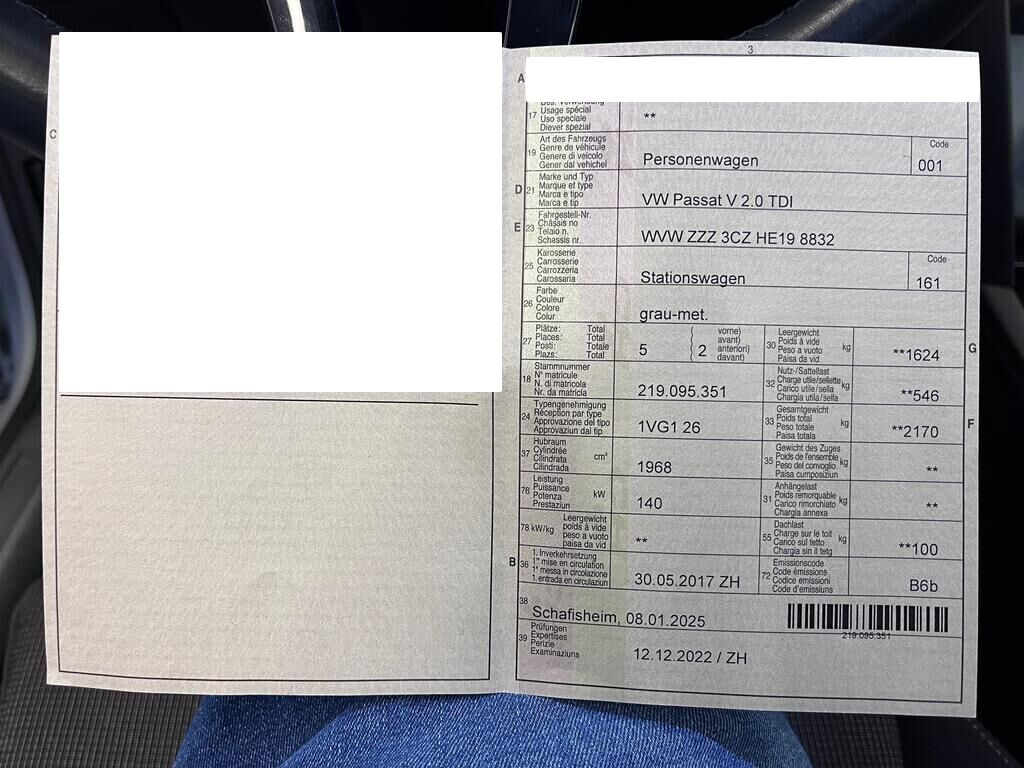 3
C
A
Bes. Verwendung
17 Usage spécial
Uso speciale
Diever spezial
**
19 Art des Fahrzeugs
Genre de véhicule
Genere di veicolo
Gener dal vehichel
Personenwagen
Code
001
D 21 Marke und Typ
Marque et type
Marca e tipo
Marca e tip
VW Passat V 2.0 TDI
E 23 Fahrgestell-Nr.
Châssis no
Telaio n.
Schassis nr.
WVW ZZZ 3CZ HE19 8832
25 Karosserie
Carrosserie
Carrozzeria
Carossaria
Stationswagen
Code
161
26 Farbe
Couleur
Colore
Colur
grau-met.
27 Plätze: Total
Places: Total
Posti: Totale
Plazs: Total
5
2
vorne)
avant)
anteriori)
davant)
30 Leergewicht
Poids à vide
Peso a vuoto
Paisa da vid
kg
**1624
G
18 Stammnummer
N° matricule
N. di matricola
Nr. da matricla
219.095.351
32 Nutz-/Sattellast
Charge utile/sellette
Carico utile/sella
Chargia utila/sella
kg
**546
24 Typengenehmigung
Réception par type
Approvazione del tipo
Approvaziun dal tip
1VG1 26
33 Gesamtgewicht
Poids total
Peso totale
Paisa totala
kg
**2170
F
37 Hubraum
Cylindrée
Cilindrata
Cilindrada
cm³
1968
35 Gewicht des Zuges
Poids de l'ensemble
Peso del convoglio
Paisa cumposiziun
kg
**
76 Leistung
Puissance
Potenza
Prestaziun
kW
140
31 Anhängelast
Poids remorquable
Carico rimorchiato
Chargia annexa
kg
**
78 kW/kg
Leergewicht
poids à vide
peso a vuoto
paisa da vid
**
55 Dachlast
Charge sur le toit
Carico sul tetto
Chargia sin il tetg
kg
**100
B 36 1. Inverkehrsetzung
1re mise en circulation
1a messa in circolazione
1. entrada en circulaziun
30.05.2017 ZH
72 Emissionscode
Code émissions
Codice emissioni
Code d'emissiuns
B6b
38
Schafisheim, 08.01.2025
219.095.351
39 Prüfungen
Expertises
Perizie
Examinaziuns
12.12.2022 / ZH